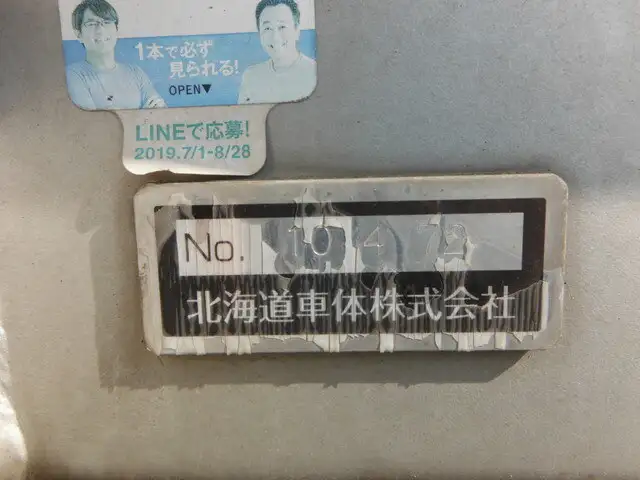 1本で必ず
見られる!
OPEN▼
LINEで応募!
2019.7/1-8/28
No. 10472
北海道車体株式会社